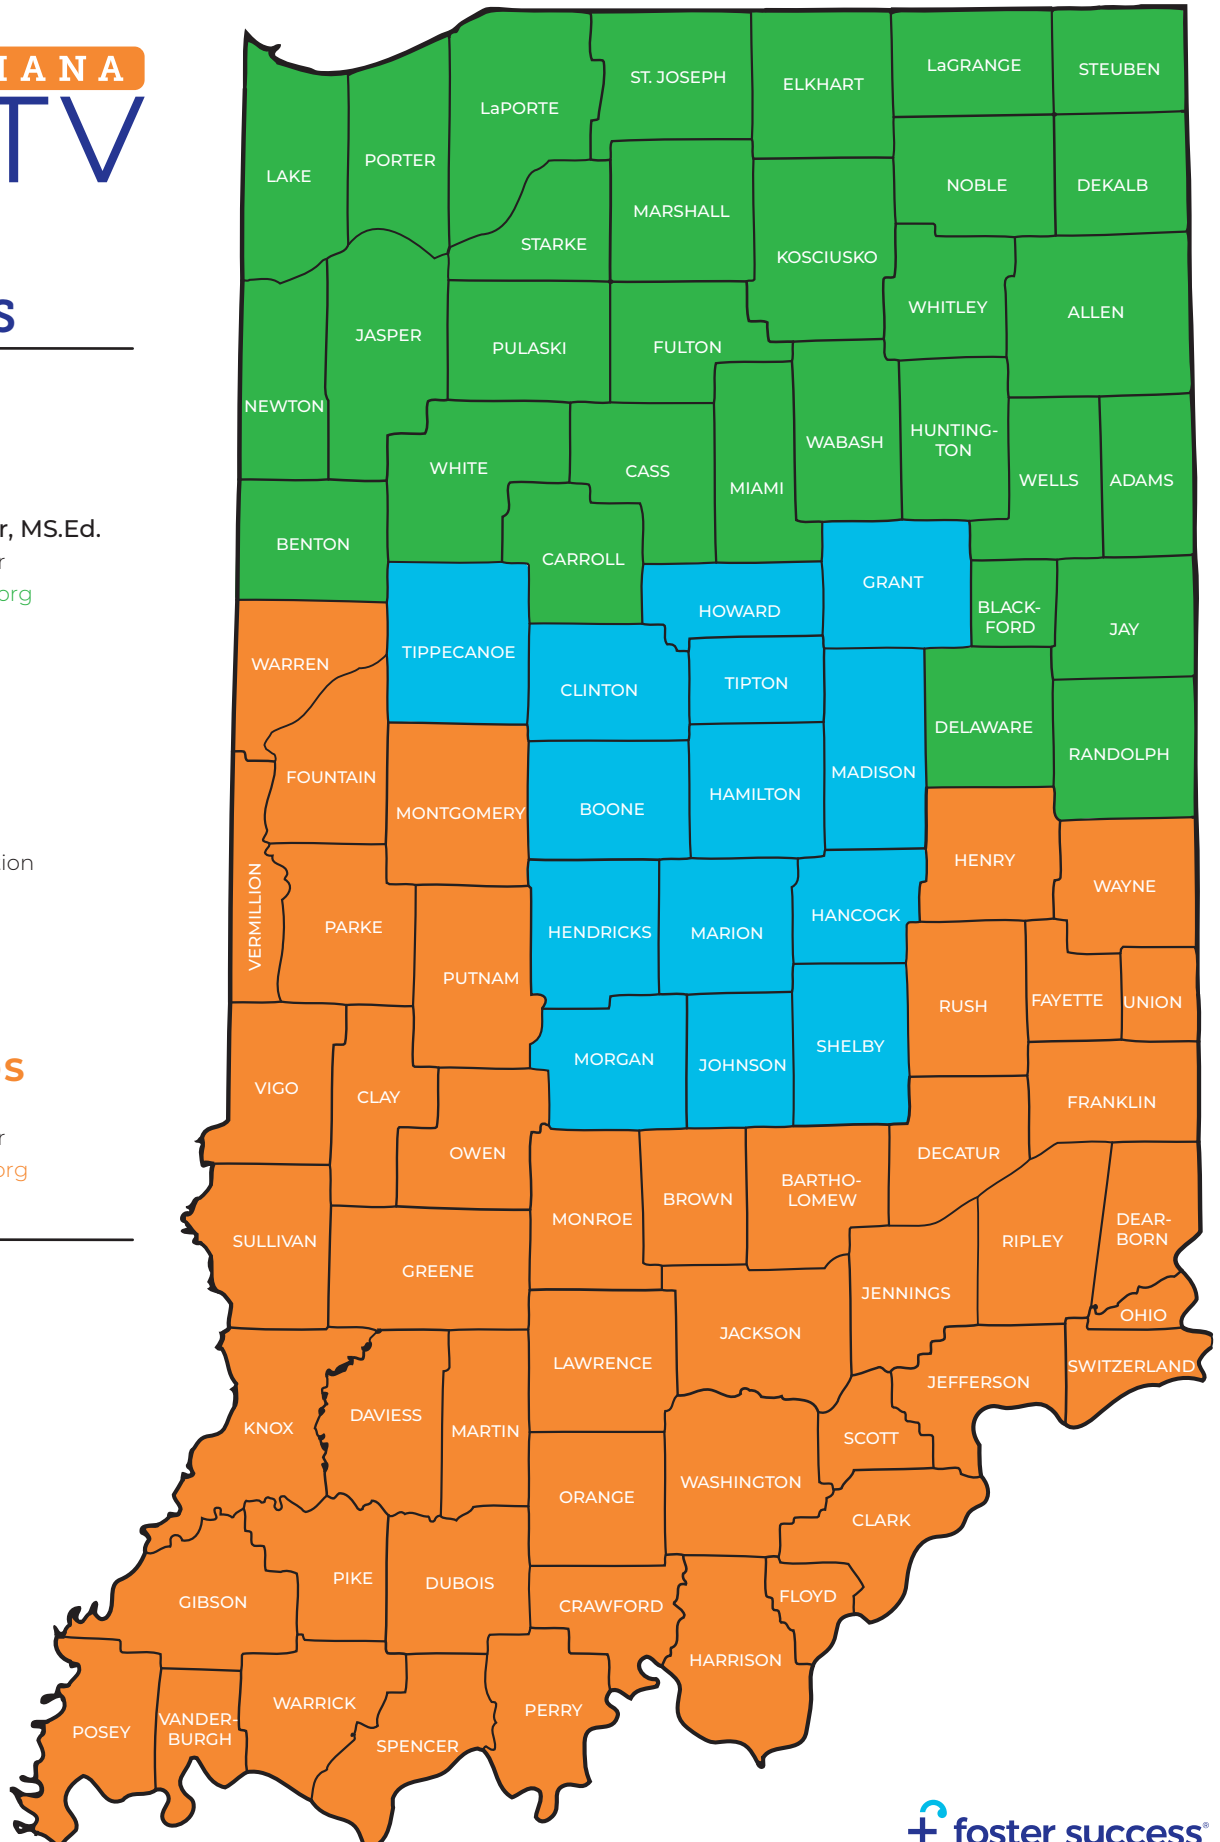 IANA
TV
s
r, MS.Ed.
r
org
tion
s
r
org
LAKE
PORTER
LaPORTE
ST. JOSEPH
ELKHART
LaGRANGE
STEUBEN
NOBLE
DEKALB
MARSHALL
STARKE
KOSCIUSKO
WHITLEY
ALLEN
NEWTON
JASPER
PULASKI
FULTON
WABASH
HUNTING-
TON
WELLS
ADAMS
WHITE
CASS
MIAMI
BENTON
CARROLL
GRANT
BLACK-
FORD
JAY
HOWARD
TIPPECANOE
CLINTON
TIPTON
WARREN
DELAWARE
RANDOLPH
FOUNTAIN
MONTGOMERY
BOONE
HAMILTON
MADISON
HENRY
WAYNE
VERMILLION
PARKE
PUTNAM
HENDRICKS
MARION
HANCOCK
RUSH
FAYETTE
UNION
VIGO
CLAY
MORGAN
JOHNSON
SHELBY
FRANKLIN
OWEN
DECATUR
SULLIVAN
GREENE
MONROE
BROWN
BARTHO-
LOMEW
JENNINGS
RIPLEY
DEAR-
BORN
OHIO
SWITZERLAND
JACKSON
LAWRENCE
JEFFERSON
KNOX
DAVIESS
MARTIN
SCOTT
ORANGE
WASHINGTON
CLARK
GIBSON
PIKE
DUBOIS
CRAWFORD
FLOYD
HARRISON
POSEY
VANDER-
BURGH
WARRICK
SPENCER
PERRY
foster success®